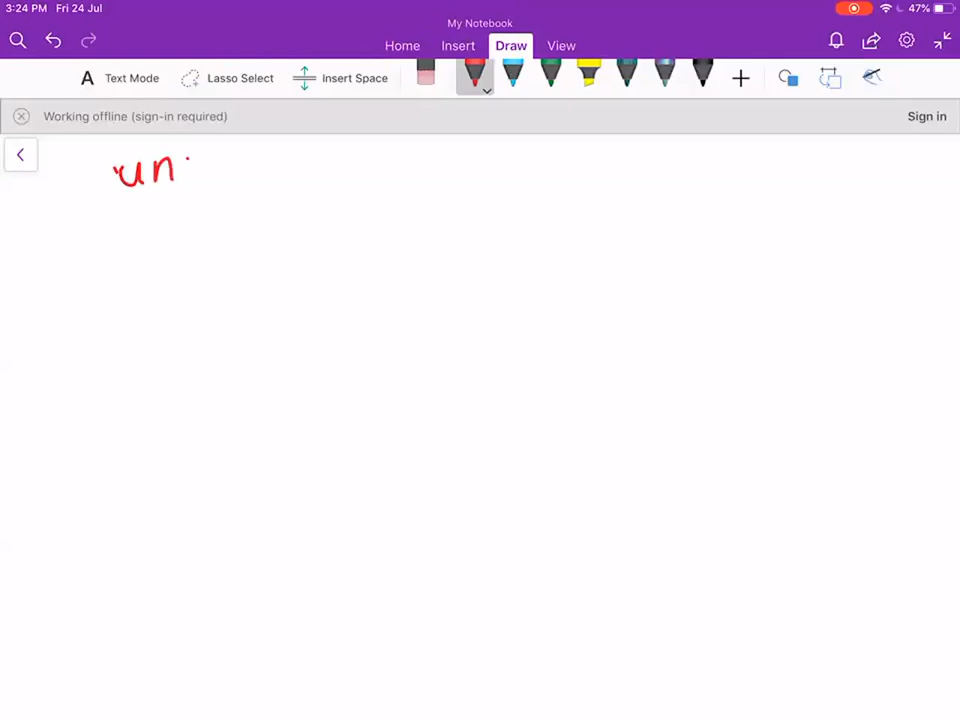 3:24 PM Fri 24 Jul
47%
My Notebook
Home Insert Draw View
A Text Mode Lasso Select Insert Space
Working offline (sign-in required) Sign in
un